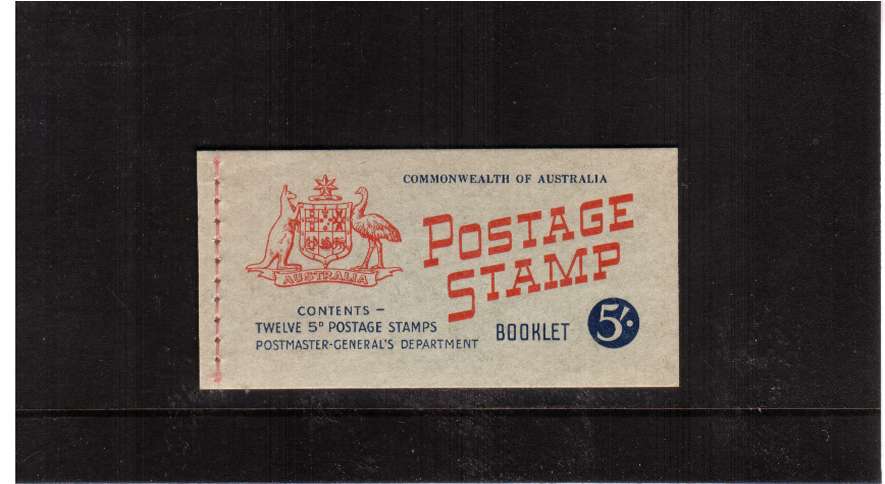 COMMONWEALTH OF AUSTRALIA
POSTAGE
STAMP
AUSTRALIA
CONTENTS –
TWELVE 5D POSTAGE STAMPS
POSTMASTER-GENERAL'S DEPARTMENT
BOOKLET
5/-